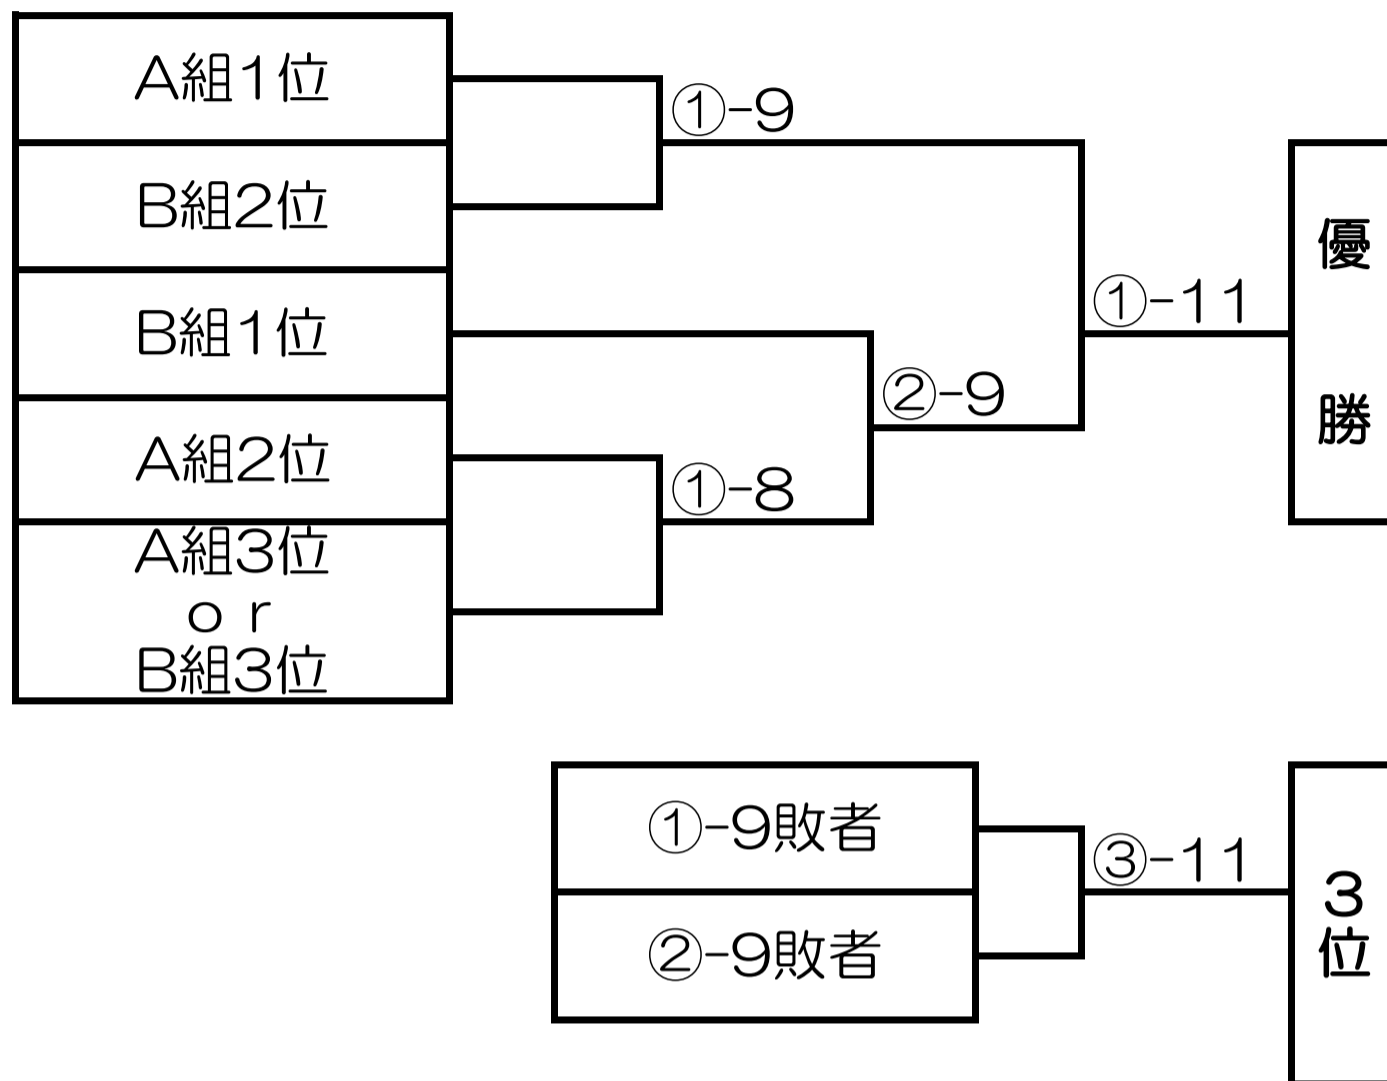 A組1位
①-9
B組2位
B組1位
①-11
優勝
②-9
A組2位
①-8
A組3位
or
B組3位
①-9敗者
③-11
3位
②-9敗者